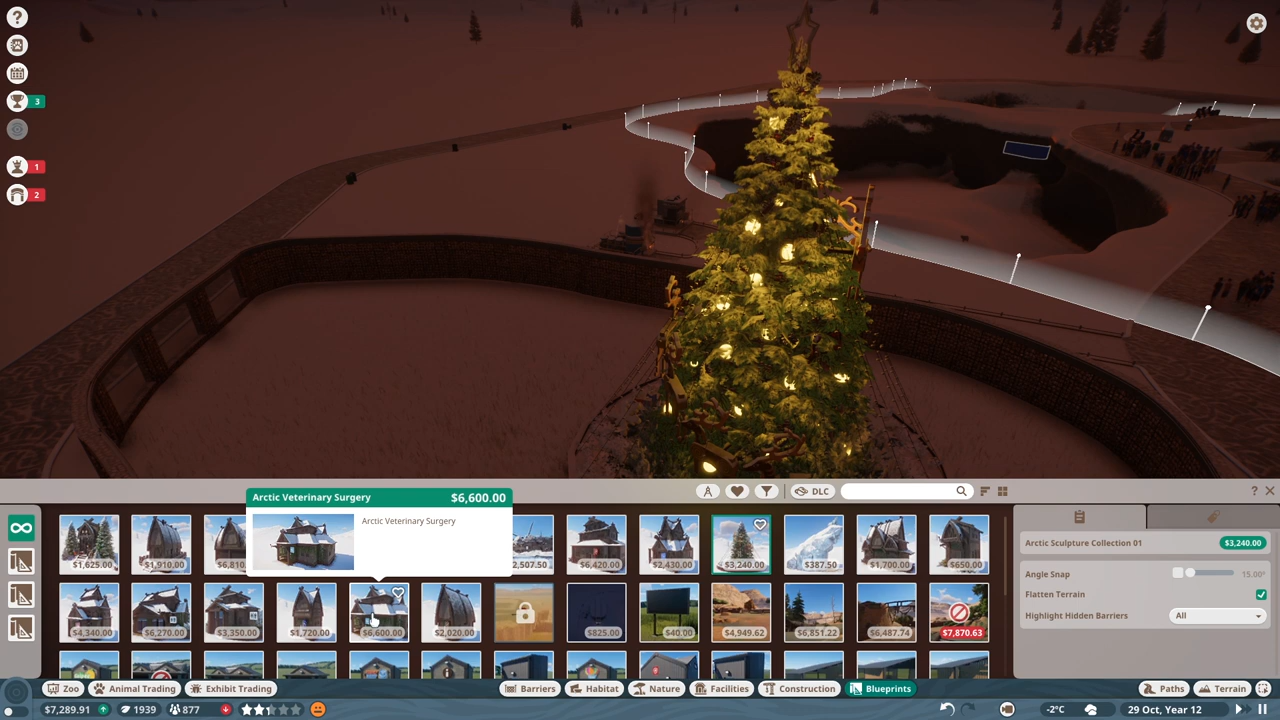 ?
3
1
2
DLC
? ×
Arctic Veterinary Surgery $6,600.00
Arctic Veterinary Surgery
$1,625.00 $1,910.00 2,507.50 $6,420.00 $2,430.00 $3,240.00 $387.50 $1,700.00 $650.00
$4,340.00 $6,270.00 $3,350.00 $1,720.00 $6,600.00 $2,020.00 $825.00 $40.00 $4,949.62 $6,851.22 $6,487.74 $7,870.63
Arctic Sculpture Collection 01 $3,240.00
Angle Snap 15.00°
Flatten Terrain
Highlight Hidden Barriers All
Zoo Animal Trading Exhibit Trading Barriers Habitat Nature Facilities Construction Blueprints Paths Terrain
$7,289.91 1939 877 -2°C 29 Oct, Year 12